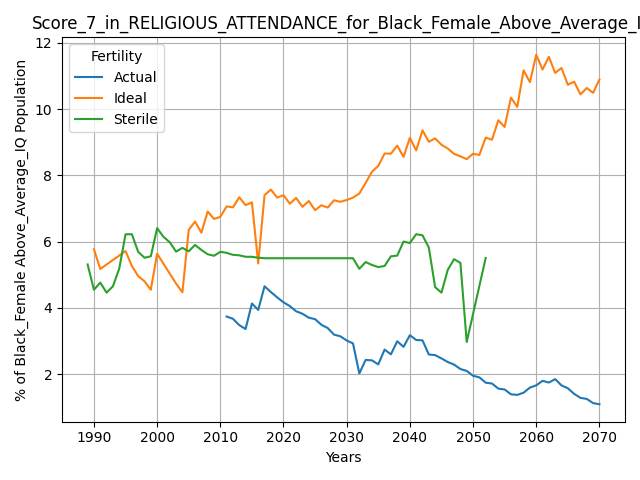 Score_7_in_RELIGIOUS_ATTENDANCE_for_Black_Female_Above_Average_I
Fertility
Actual
Ideal
Sterile
% of Black_Female Above_Average_IQ Population
12
10
8
6
4
2
1990 2000 2010 2020 2030 2040 2050 2060 2070
Years